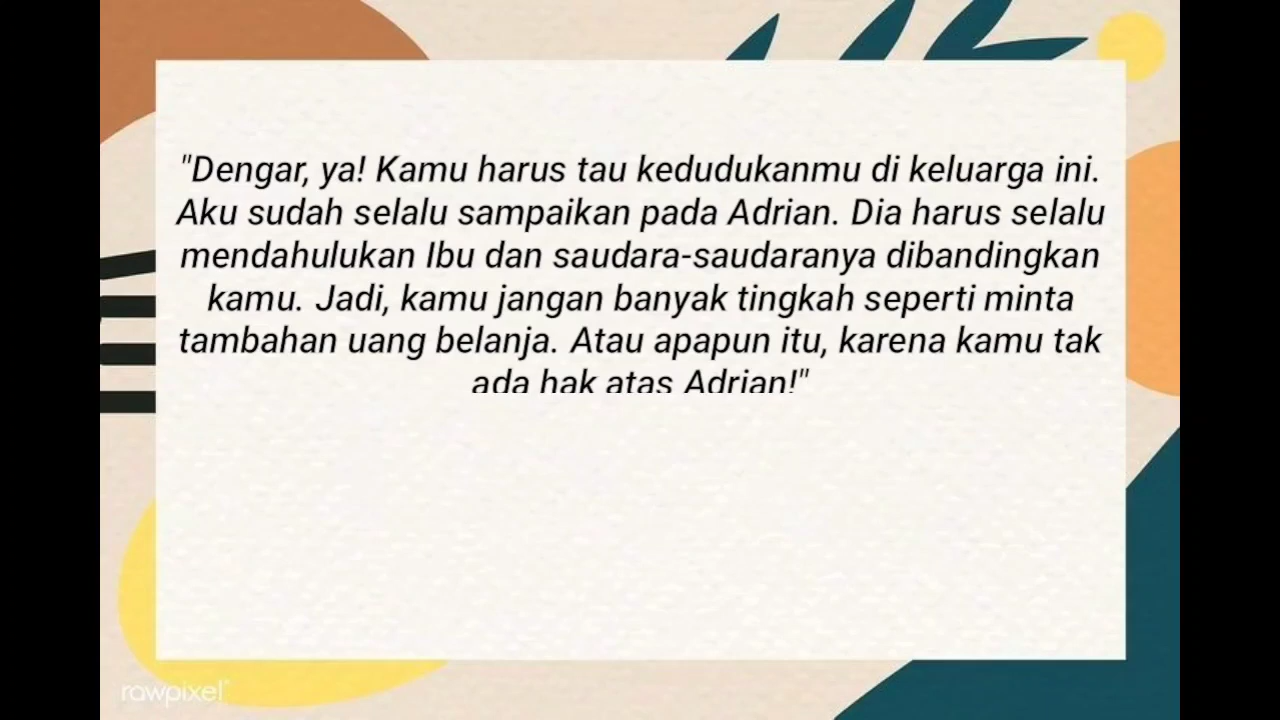 "Dengar, ya! Kamu harus tau kedudukanmu di keluarga ini.
Aku sudah selalu sampaikan pada Adrian. Dia harus selalu
mendahulukan Ibu dan saudara-saudaranya dibandingkan
kamu. Jadi, kamu jangan banyak tingkah seperti minta
tambahan uang belanja. Atau apapun itu, karena kamu tak
ada hak atas Adrian!"
rawpixel